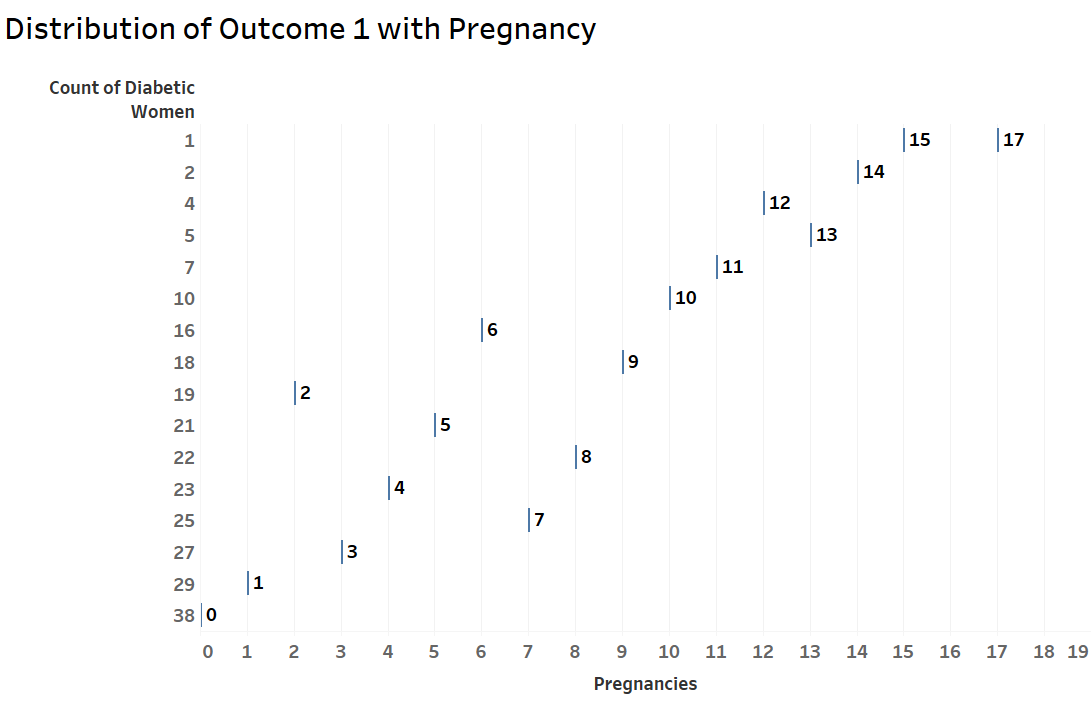 Distribution of Outcome 1 with Pregnancy
Count of Diabetic
Women
1 15 17
2 14
4 12
5 13
7 11
10 10
16 6
18 9
19 2
21 5
22 8
23 4
25 7
27 3
29 1
38 0
0 1 2 3 4 5 6 7 8 9 10 11 12 13 14 15 16 17 18 19
Pregnancies